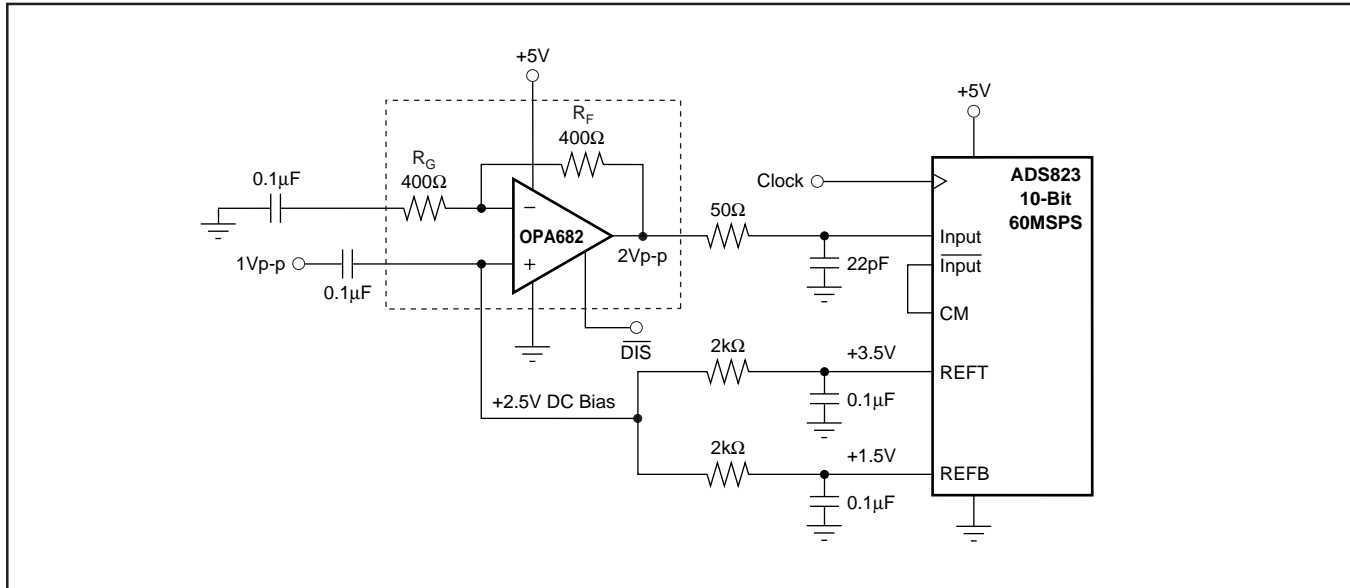 +5V
+5V
R_F
400Ω
R_G
400Ω
0.1µF
ADS823
10-Bit
60MSPS
Clock
50Ω
−
OPA682
+
2Vp-p
Input
Input
1Vp-p
0.1µF
22pF
CM
DIS
2kΩ
+3.5V
REFT
0.1µF
+2.5V DC Bias
2kΩ
+1.5V
REFB
0.1µF